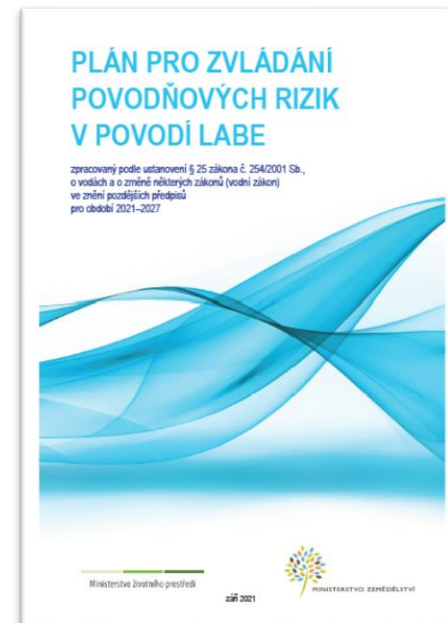 PLÁN PRO ZVLÁDÁNÍ
POVODŇOVÝCH RIZIK
V POVODÍ LABE
zpracovaný podle ustanovení § 25 zákona č. 254/2001 Sb.,
o vodách a o změně některých zákonů (vodní zákon)
ve znění pozdějších předpisů
pro období 2021–2027
Ministerstvo životního prostředí
MINISTERSTVO ZEMĚDĚLSTVÍ
září 2021